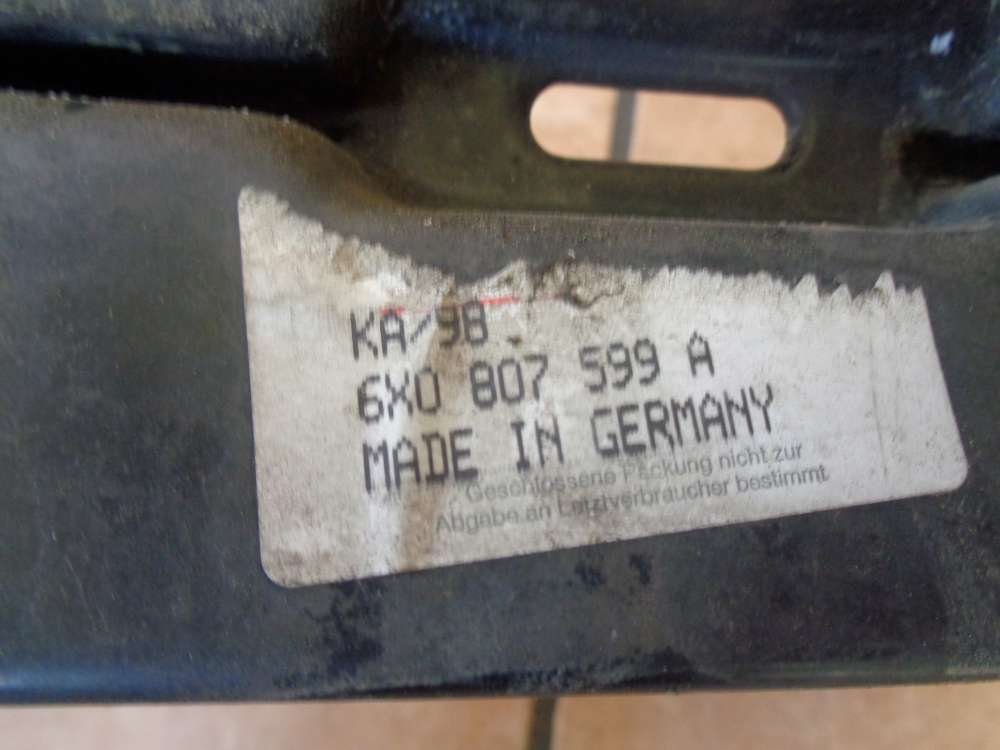 KA/98
6X0 807 599 A
MADE IN GERMANY
Geschlossene Packung nicht zur
Abgabe an Letztverbraucher bestimmt